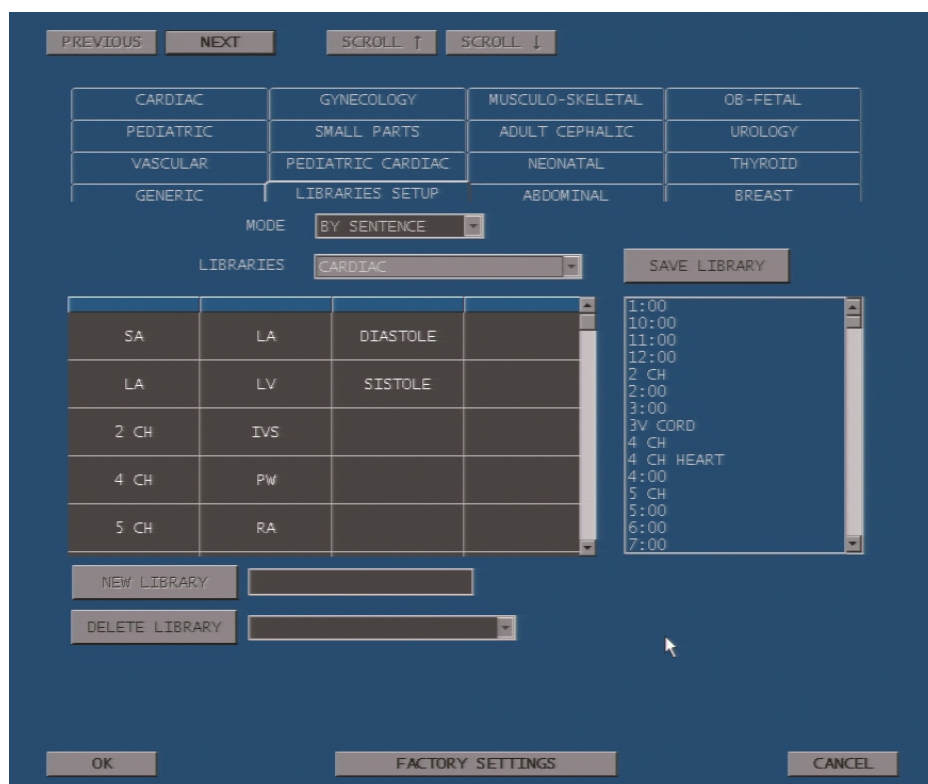 PREVIOUS NEXT SCROLL ↑ SCROLL ↓
CARDIAC GYNECOLOGY MUSCULO-SKELETAL OB-FETAL
PEDIATRIC SMALL PARTS ADULT CEPHALIC UROLOGY
VASCULAR PEDIATRIC CARDIAC NEONATAL THYROID
GENERIC LIBRARIES SETUP ABDOMINAL BREAST
MODE BY SENTENCE
LIBRARIES CARDIAC SAVE LIBRARY
SA LA DIASTOLE
LA LV SISTOLE
2 CH IVS
4 CH PW
5 CH RA
1:00
10:00
11:00
12:00
2 CH
2:00
3:00
3V CORD
4 CH
4 CH HEART
4:00
5 CH
5:00
6:00
7:00
NEW LIBRARY
DELETE LIBRARY
OK FACTORY SETTINGS CANCEL